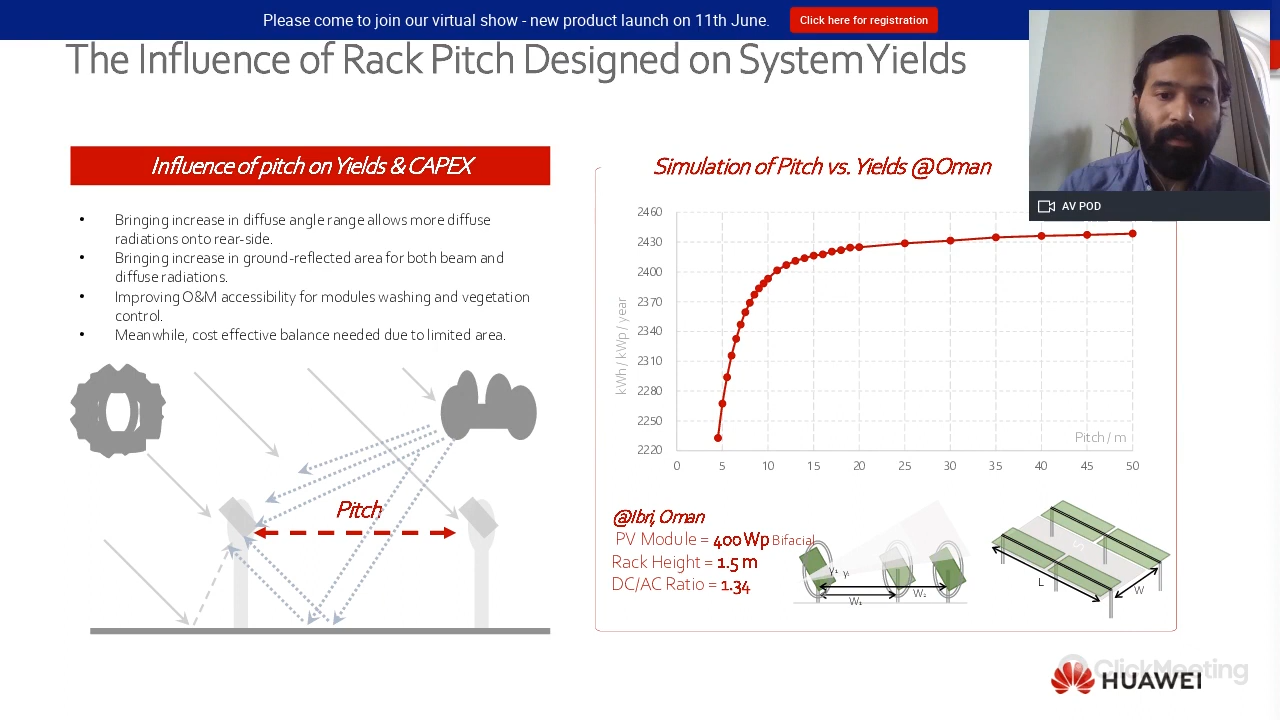 Please come to join our virtual show - new product launch on 11th June.
Click here for registration
The Influence of Rack Pitch Designed on System Yields
AV POD
Influence of pitch on Yields & CAPEX
• Bringing increase in diffuse angle range allows more diffuse
radiations onto rear-side.
• Bringing increase in ground-reflected area for both beam and
diffuse radiations.
• Improving O&M accessibility for modules washing and vegetation
control.
• Meanwhile, cost effective balance needed due to limited area.
Pitch
Simulation of Pitch vs. Yields @Oman
kWh / kWp / year
2460
2430
2400
2370
2340
2310
2280
2250
2220
Pitch / m
0 5 10 15 20 25 30 35 40 45 50
@Ibri, Oman
PV Module = 400 Wp Bifacial
Rack Height = 1.5 m
DC/AC Ratio = 1.34
γ1 γi
W1 W2
S
L W
ClickMeeting
HUAWEI